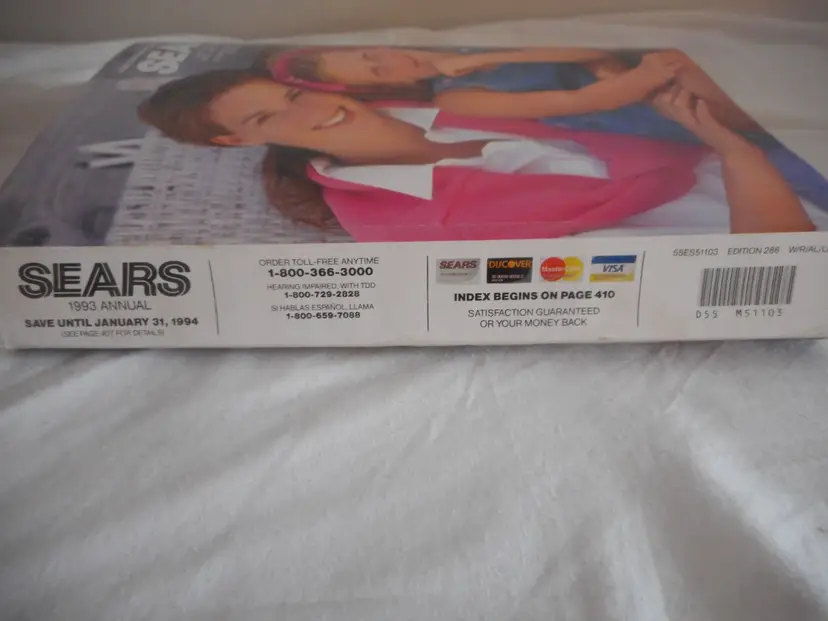 SEA
SEARS
1993 ANNUAL
SAVE UNTIL JANUARY 31, 1994
(SEE PAGE 407 FOR DETAILS)
ORDER TOLL-FREE ANYTIME
1-800-366-3000
HEARING IMPAIRED, WITH TDD
1-800-729-2828
SI HABLAS ESPAÑOL, LLAMA
1-800-659-7088
SEARS DISCOVER MasterCard VISA
INDEX BEGINS ON PAGE 410
SATISFACTION GUARANTEED
OR YOUR MONEY BACK
55ES51103 EDITION 286 W/R/AL/L
D55 M51103